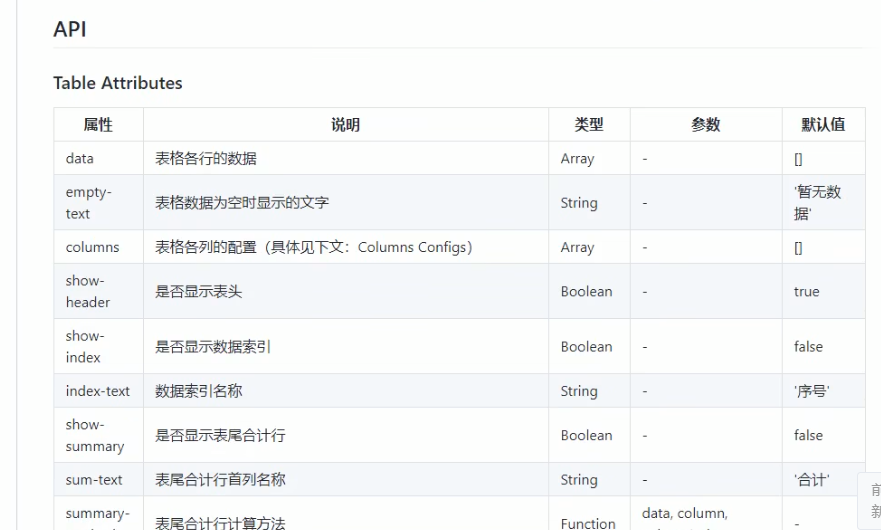 API
Table Attributes
属性 说明 类型 参数 默认值
data 表格各行的数据 Array - []
empty-text 表格数据为空时显示的文字 String - '暂无数据'
columns 表格各列的配置（具体见下文：Columns Configs） Array - []
show-header 是否显示表头 Boolean - true
show-index 是否显示数据索引 Boolean - false
index-text 数据索引名称 String - '序号'
show-summary 是否显示表尾合计行 Boolean - false
sum-text 表尾合计行首列名称 String - '合计'
summary- 表尾合计行计算方法 Function data, column, -